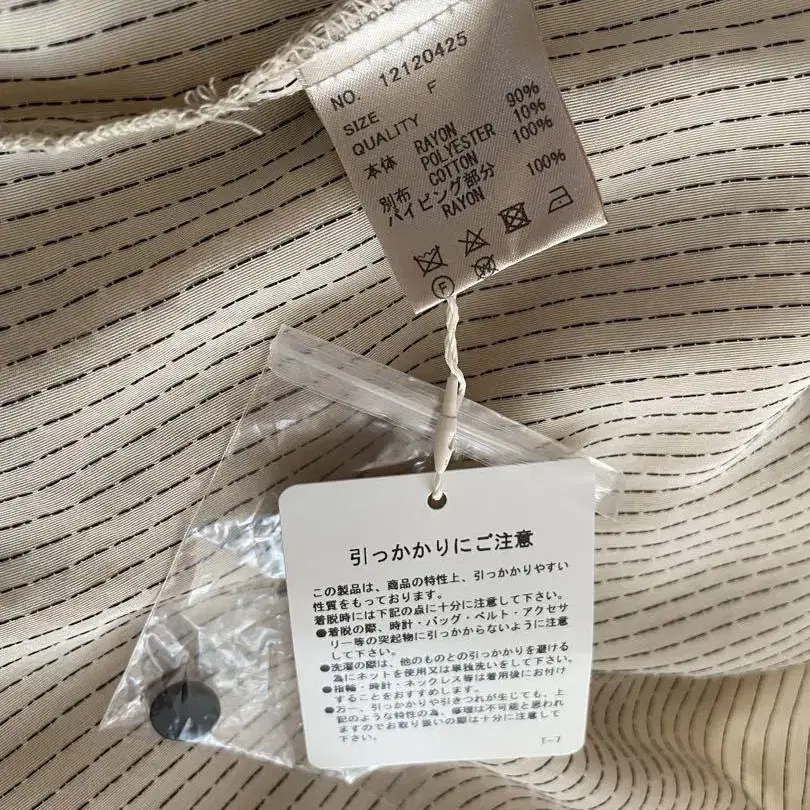 NO. 12120425
SIZE F
QUALITY
本体 RAYON 90%
POLYESTER 10%
別布 COTTON 100%
パイピング部分
RAYON 100%
F
引っかかりにご注意
この製品は、商品の特性上、引っかかりやすい
性質をもっております。
着脱時には下記の点に十分に注意して下さい。
●着脱の際、時計・バッグ・ベルト・アクセサ
リー等の突起物に引っかからないように注意
して下さい。
●洗濯の際は、他のものとの引っかかりを避ける
為にネットを使用又は単独洗いをして下さい。
●指輪・時計・ネックレス等は着用後にお付け
することをおすすめします。
●万一、引っかかりや引きつれが生じても、上
記のような特性の為、修理は不可能と思われ
ますのでお取り扱いの際は十分に注意して
下さい。
T-7